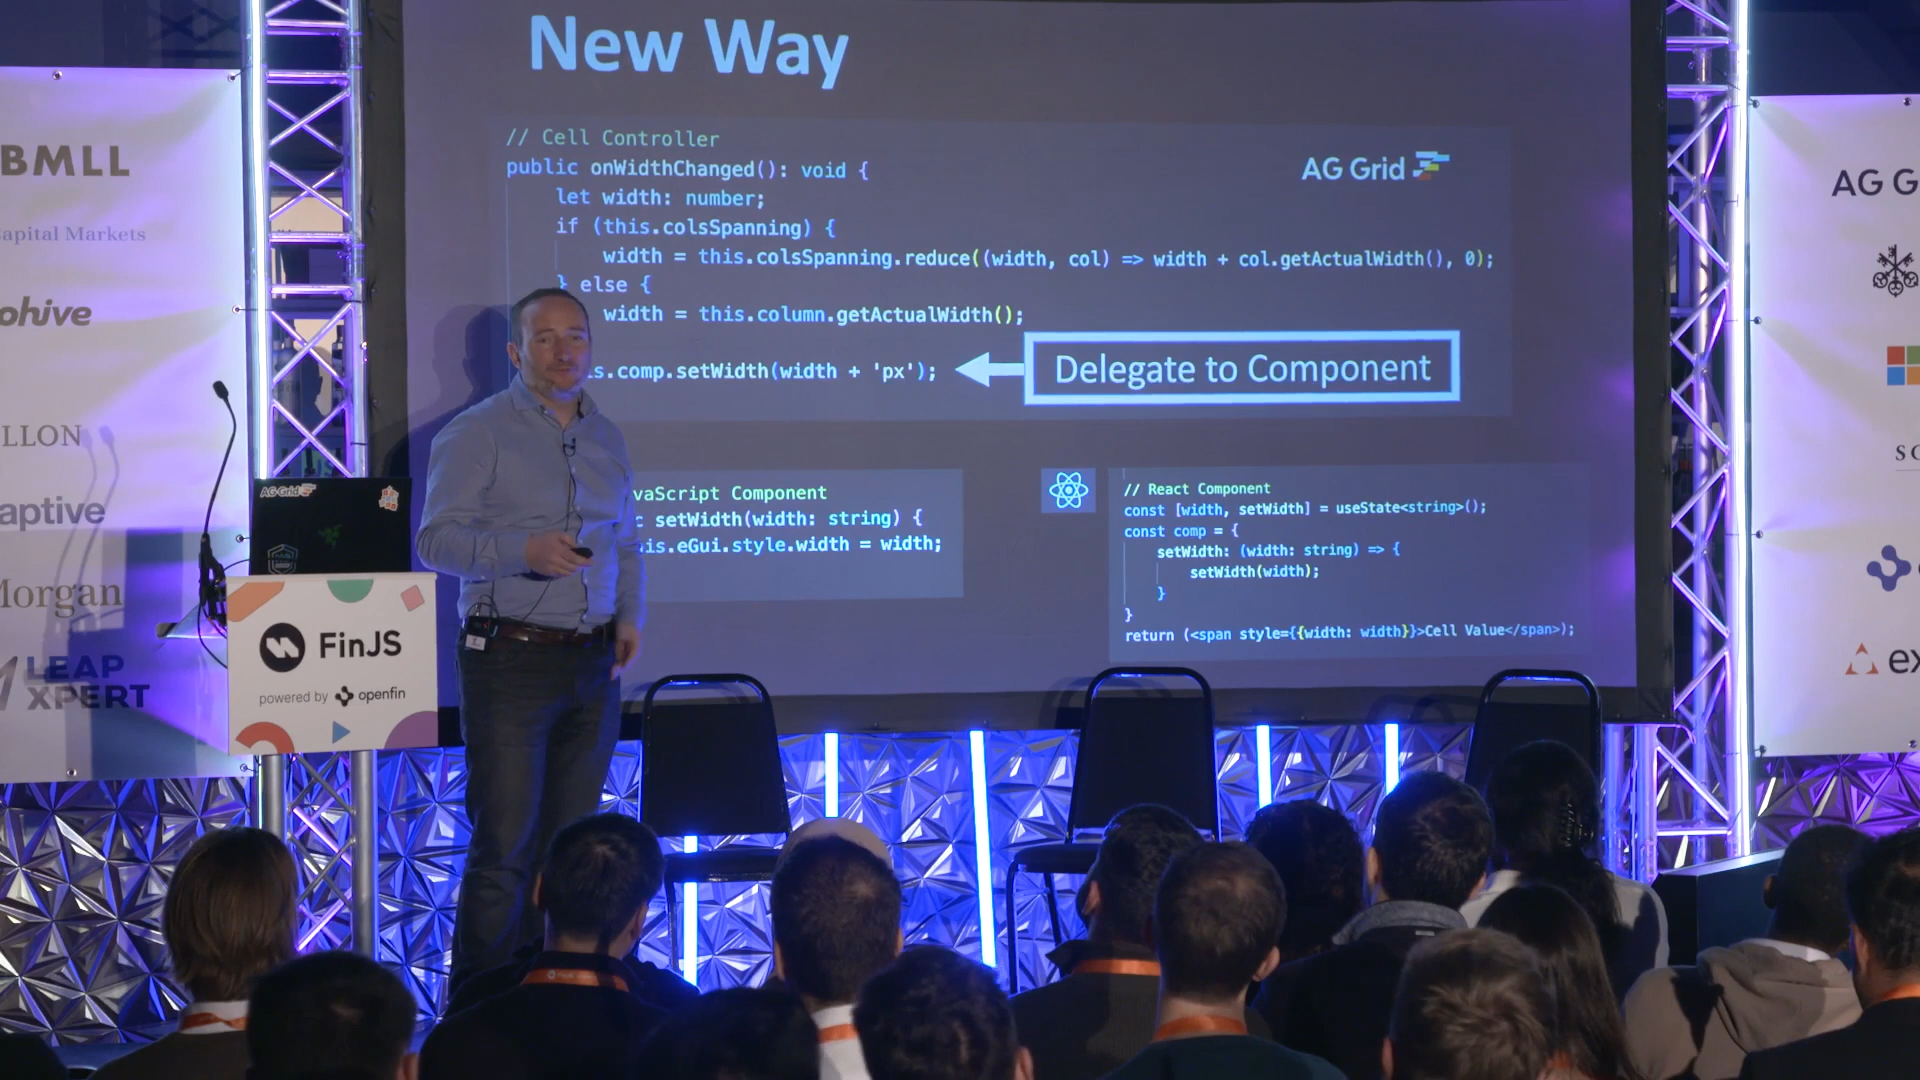 New Way
// Cell Controller
public onWidthChanged(): void {
let width: number;
if (this.colsSpanning) {
width = this.colsSpanning.reduce((width, col) => width + col.getActualWidth(), 0);
} else {
width = this.column.getActualWidth();
s.comp.setWidth(width + 'px');
Delegate to Component
AG Grid
vaScript Component
c setWidth(width: string) {
is.eGui.style.width = width;
// React Component
const [width, setWidth] = useState<string>();
const comp = {
setWidth: (width: string) => {
setWidth(width);
}
}
return (<span style={{width: width}}>Cell Value</span>);
BMLL
apital Markets
ohive
LLON
aptive
Morgan
LEAP
XPERT
AG Grid
FinJS
powered by openfin
AG G
SC
ex